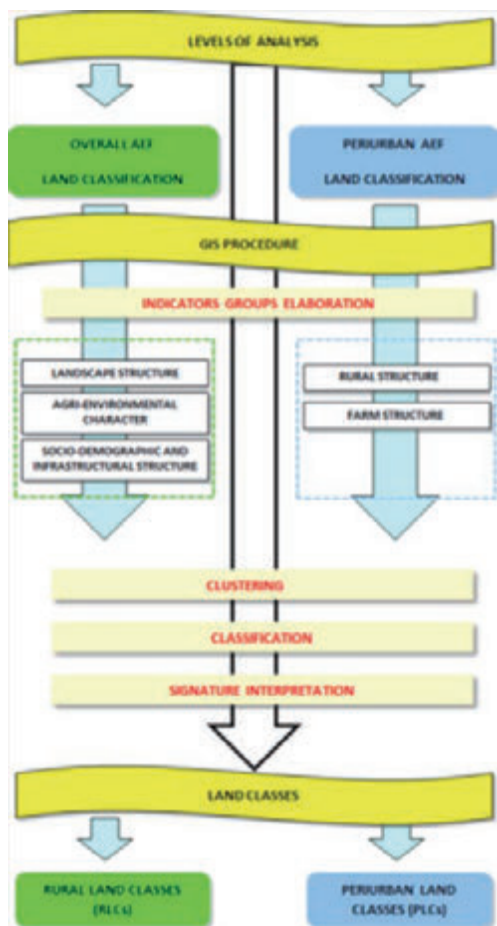 LEVELS OF ANALYSIS
OVERALL AEF
LAND CLASSIFICATION
PERIURBAN AEF
LAND CLASSIFICATION
GIS PROCEDURE
INDICATORS GROUPS ELABORATION
LANDSCAPE STRUCTURE
AGRI-ENVIRONMENTAL
CHARACTER
SOCIO-DEMOGRAPHIC AND
INFRASTRUCTURAL STRUCTURE
RURAL STRUCTURE
FARM STRUCTURE
CLUSTERING
CLASSIFICATION
SIGNATURE INTERPRETATION
LAND CLASSES
RURAL LAND CLASSES
(RLCs)
PERIURBAN LAND
CLASSES (PLCs)